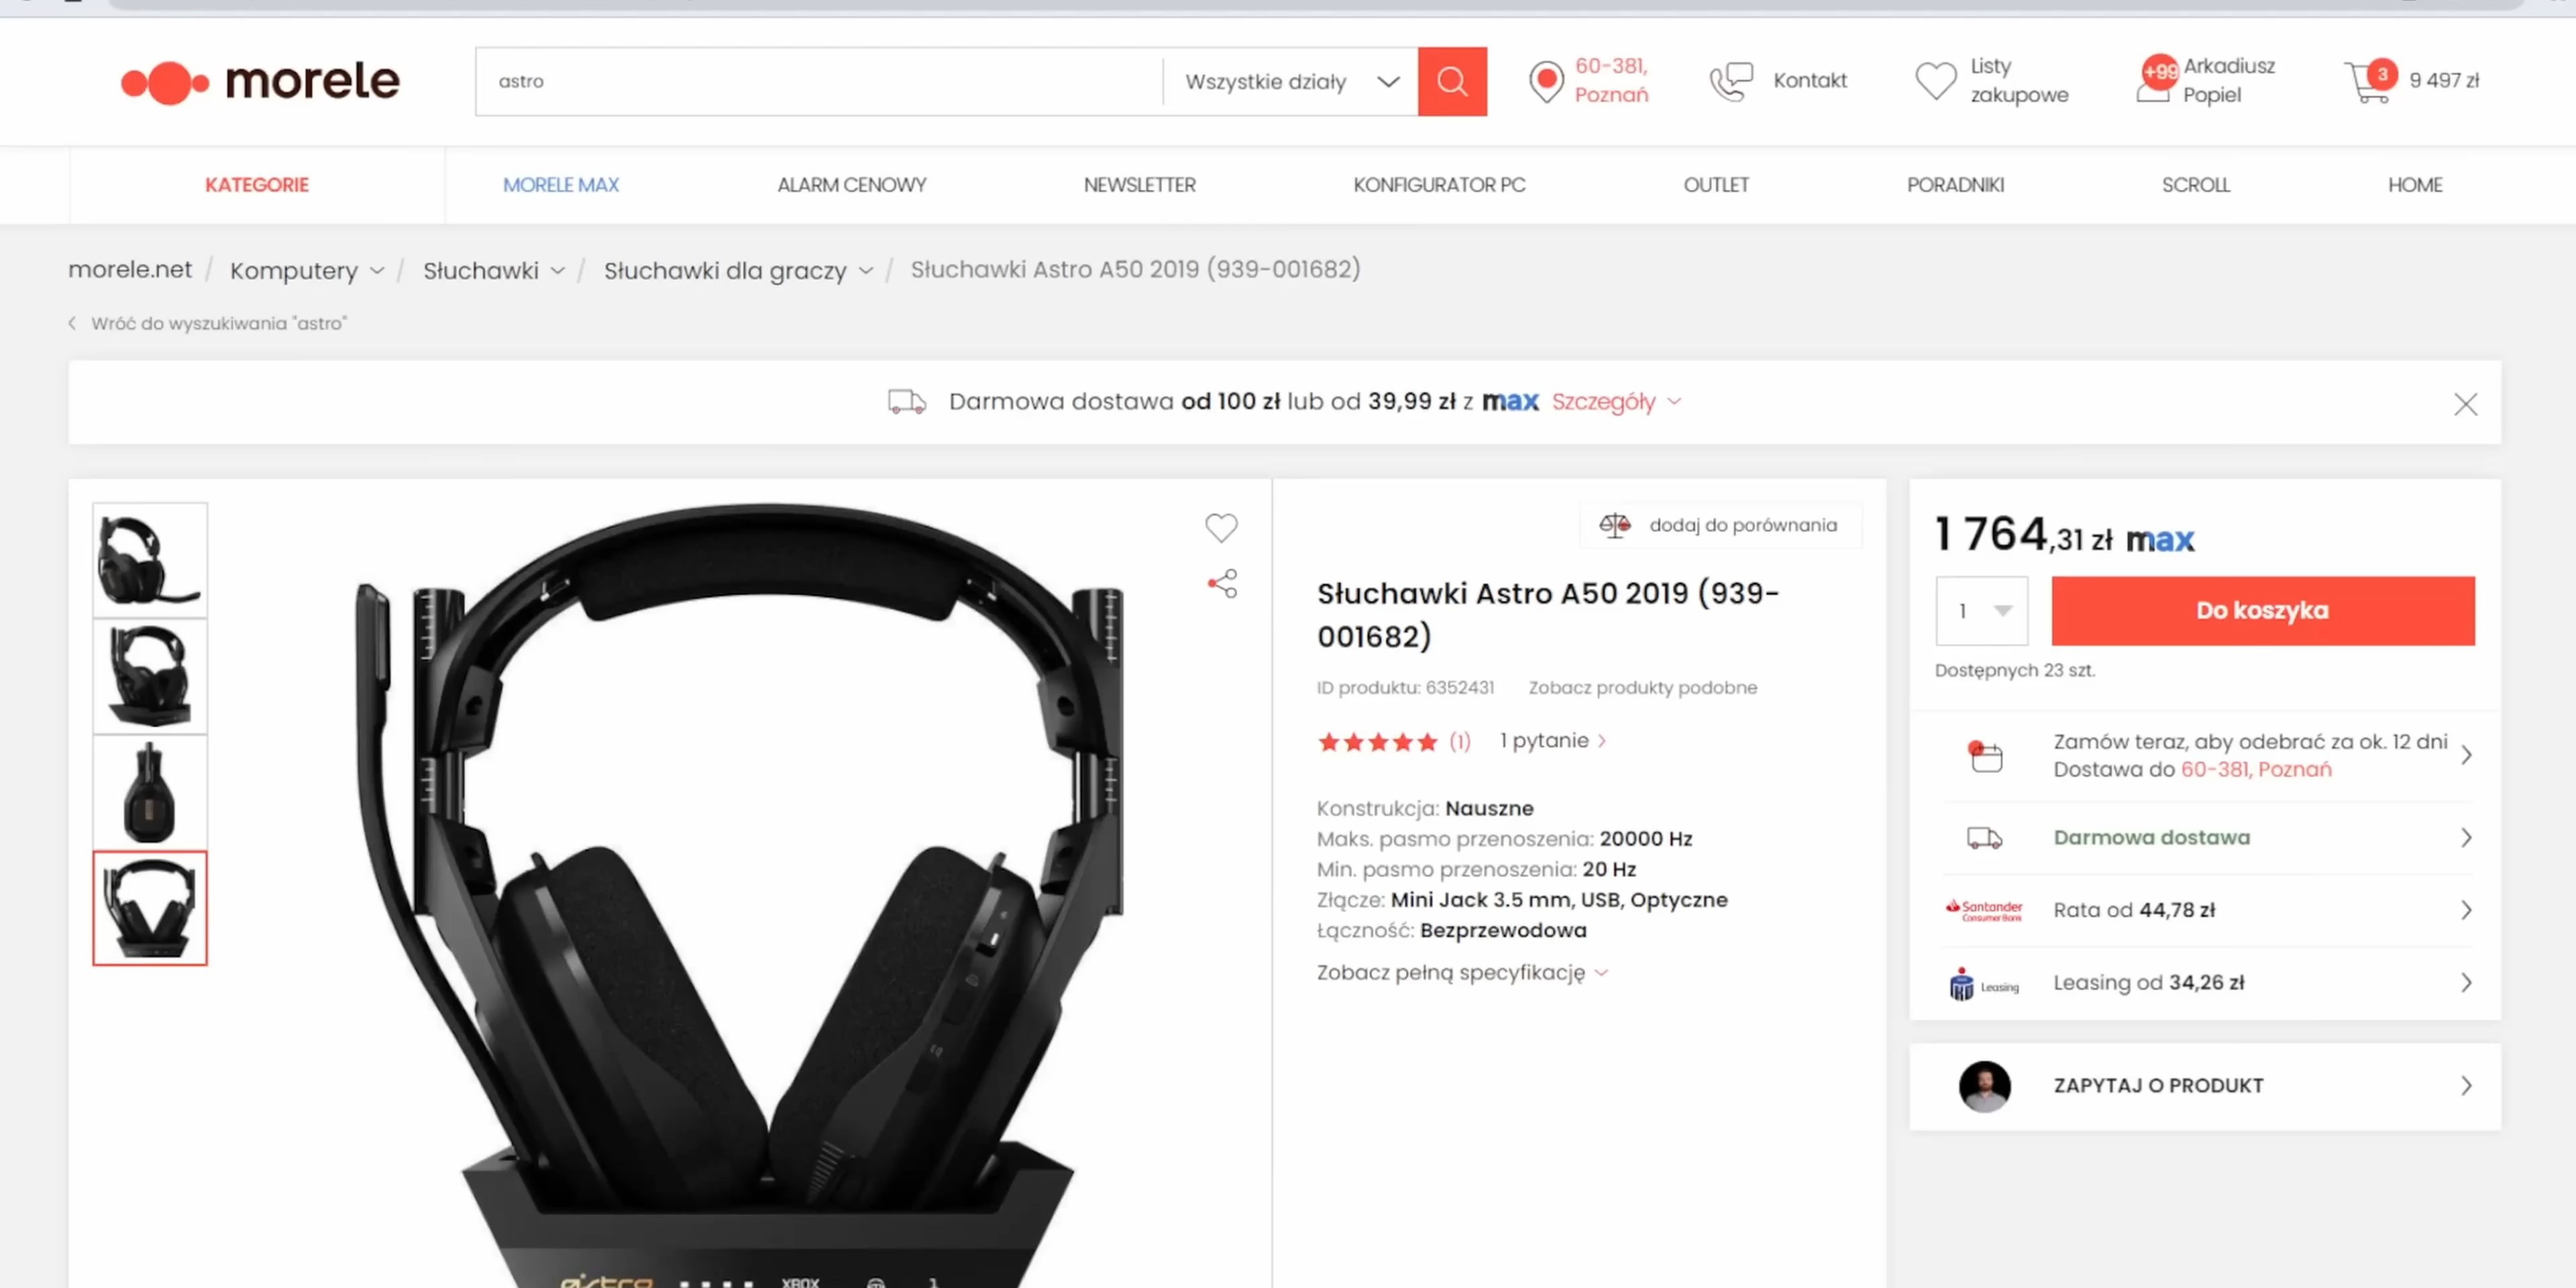 morele
astro
Wszystkie działy
60-381,
Poznań
Kontakt
Listy
zakupowe
+99
Arkadiusz
Popiel
3
9 497 zł
KATEGORIE
MORELE MAX
ALARM CENOWY
NEWSLETTER
KONFIGURATOR PC
OUTLET
PORADNIKI
SCROLL
HOME
morele.net / Komputery / Słuchawki / Słuchawki dla graczy / Słuchawki Astro A50 2019 (939-001682)
Wróć do wyszukiwania "astro"
Darmowa dostawa od 100 zł lub od 39,99 zł z max Szczegóły
dodaj do porównania
Słuchawki Astro A50 2019 (939-
001682)
ID produktu: 6352431
Zobacz produkty podobne
(1)
1 pytanie
Konstrukcja: Nauszne
Maks. pasmo przenoszenia: 20000 Hz
Min. pasmo przenoszenia: 20 Hz
Złącze: Mini Jack 3.5 mm, USB, Optyczne
Łączność: Bezprzewodowa
Zobacz pełną specyfikację
1 764,31 zł max
1
Do koszyka
Dostępnych 23 szt.
Zamów teraz, aby odebrać za ok. 12 dni
Dostawa do 60-381, Poznań
Darmowa dostawa
Santander
Consumer Bank
Rata od 44,78 zł
Leasing
Leasing od 34,26 zł
ZAPYTAJ O PRODUKT
astro
XBOX
1